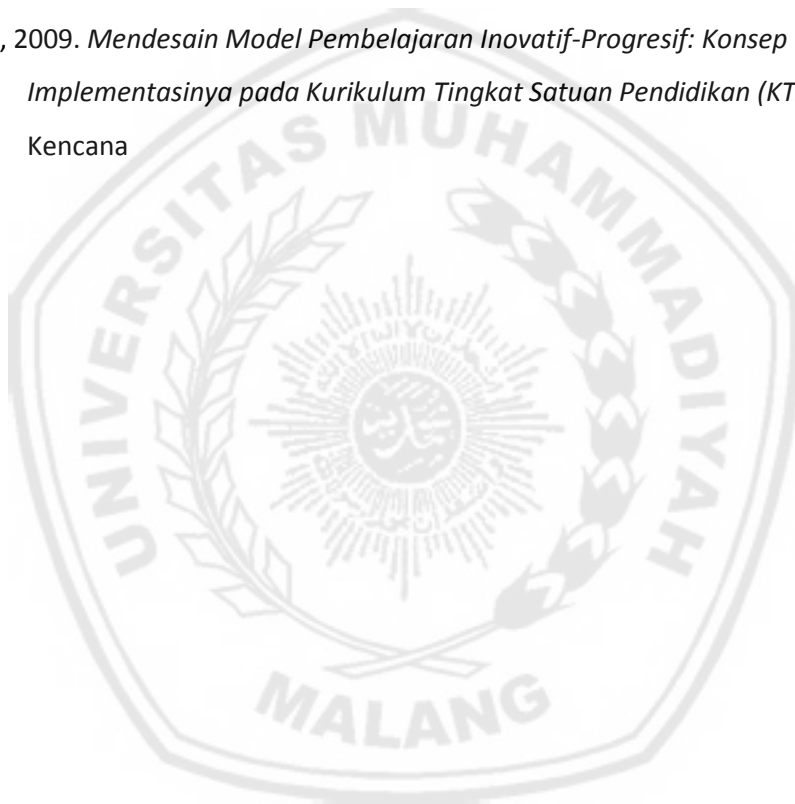 , 2009. Mendesain Model Pembelajaran Inovatif-Progresif: Konsep
Implementasinya pada Kurikulum Tingkat Satuan Pendidikan (KT
Kencana
UNIVERSITAS MUHAMMADIYAH
MALANG